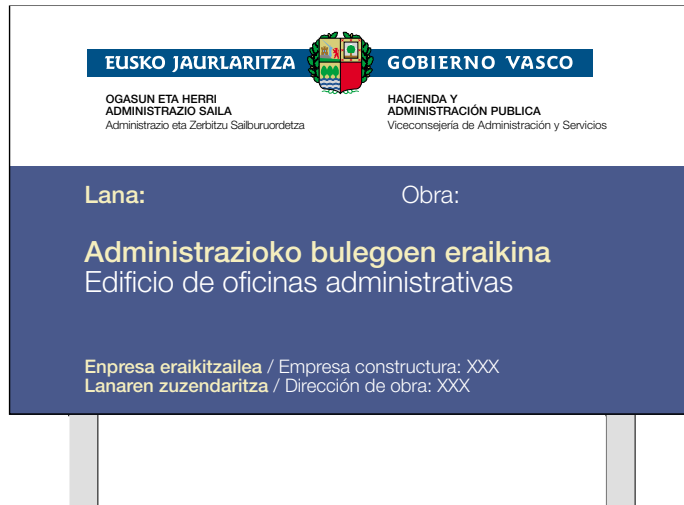 EUSKO JAURLARITZA GOBIERNO VASCO
OGASUN ETA HERRI
ADMINISTRAZIO SAILA
Administrazio eta Zerbitzu Sailburuordetza
HACIENDA Y
ADMINISTRACIÓN PUBLICA
Viceconsejería de Administración y Servicios
Lana: Obra:
Administrazioko bulegoen eraikina
Edificio de oficinas administrativas
Enpresa eraikitzailea / Empresa constructura: XXX
Lanaren zuzendaritza / Dirección de obra: XXX